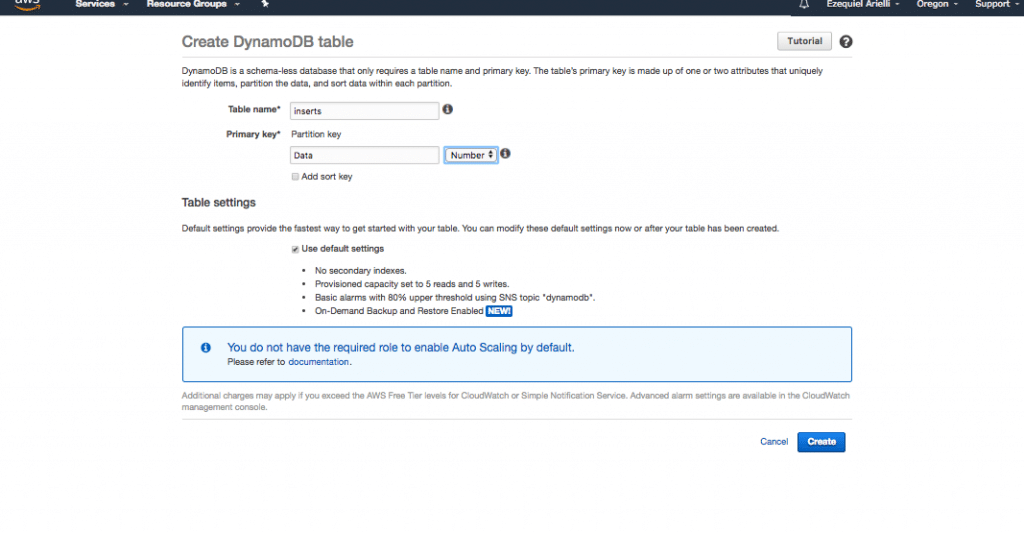 aws Services Resource Groups Ezequiel Arielli Oregon Support
Create DynamoDB table Tutorial
DynamoDB is a schema-less database that only requires a table name and primary key. The table's primary key is made up of one or two attributes that uniquely
identify items, partition the data, and sort data within each partition.
Table name* inserts
Primary key* Partition key
Data Number
Add sort key
Table settings
Default settings provide the fastest way to get started with your table. You can modify these default settings now or after your table has been created.
Use default settings
• No secondary indexes.
• Provisioned capacity set to 5 reads and 5 writes.
• Basic alarms with 80% upper threshold using SNS topic "dynamodb".
• On-Demand Backup and Restore Enabled NEW!
You do not have the required role to enable Auto Scaling by default.
Please refer to documentation.
Additional charges may apply if you exceed the AWS Free Tier levels for CloudWatch or Simple Notification Service. Advanced alarm settings are available in the CloudWatch
management console.
Cancel Create